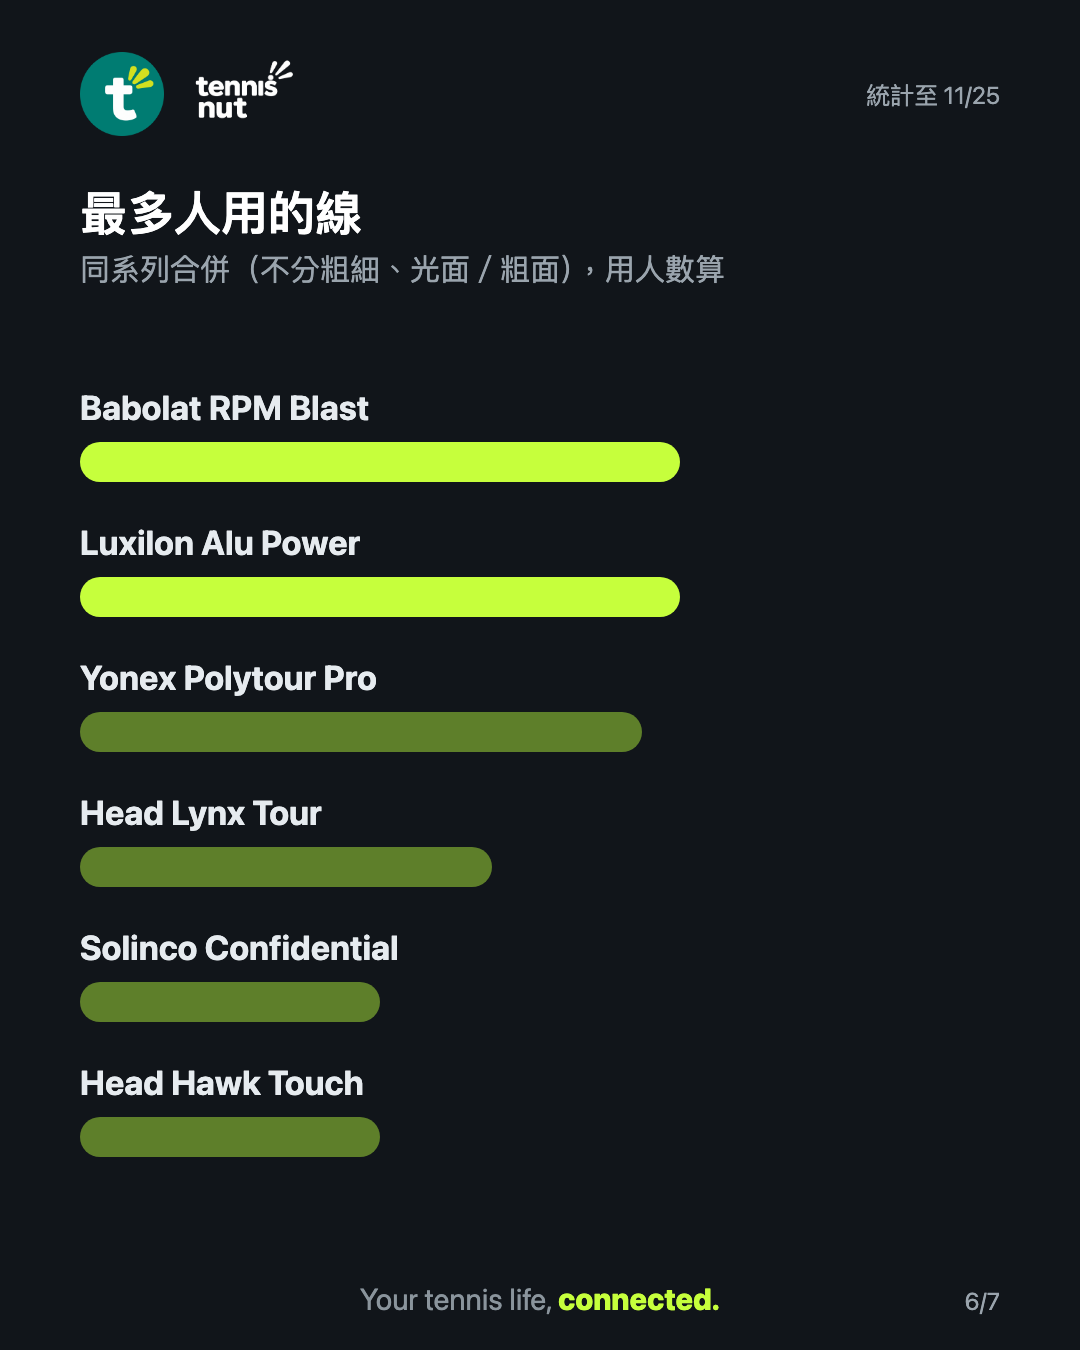 t
tennis
nut
統計至 11/25
最多人用的線
同系列合併（不分粗細、光面 / 粗面），用人數算
Babolat RPM Blast
Luxilon Alu Power
Yonex Polytour Pro
Head Lynx Tour
Solinco Confidential
Head Hawk Touch
Your tennis life, connected.
6/7